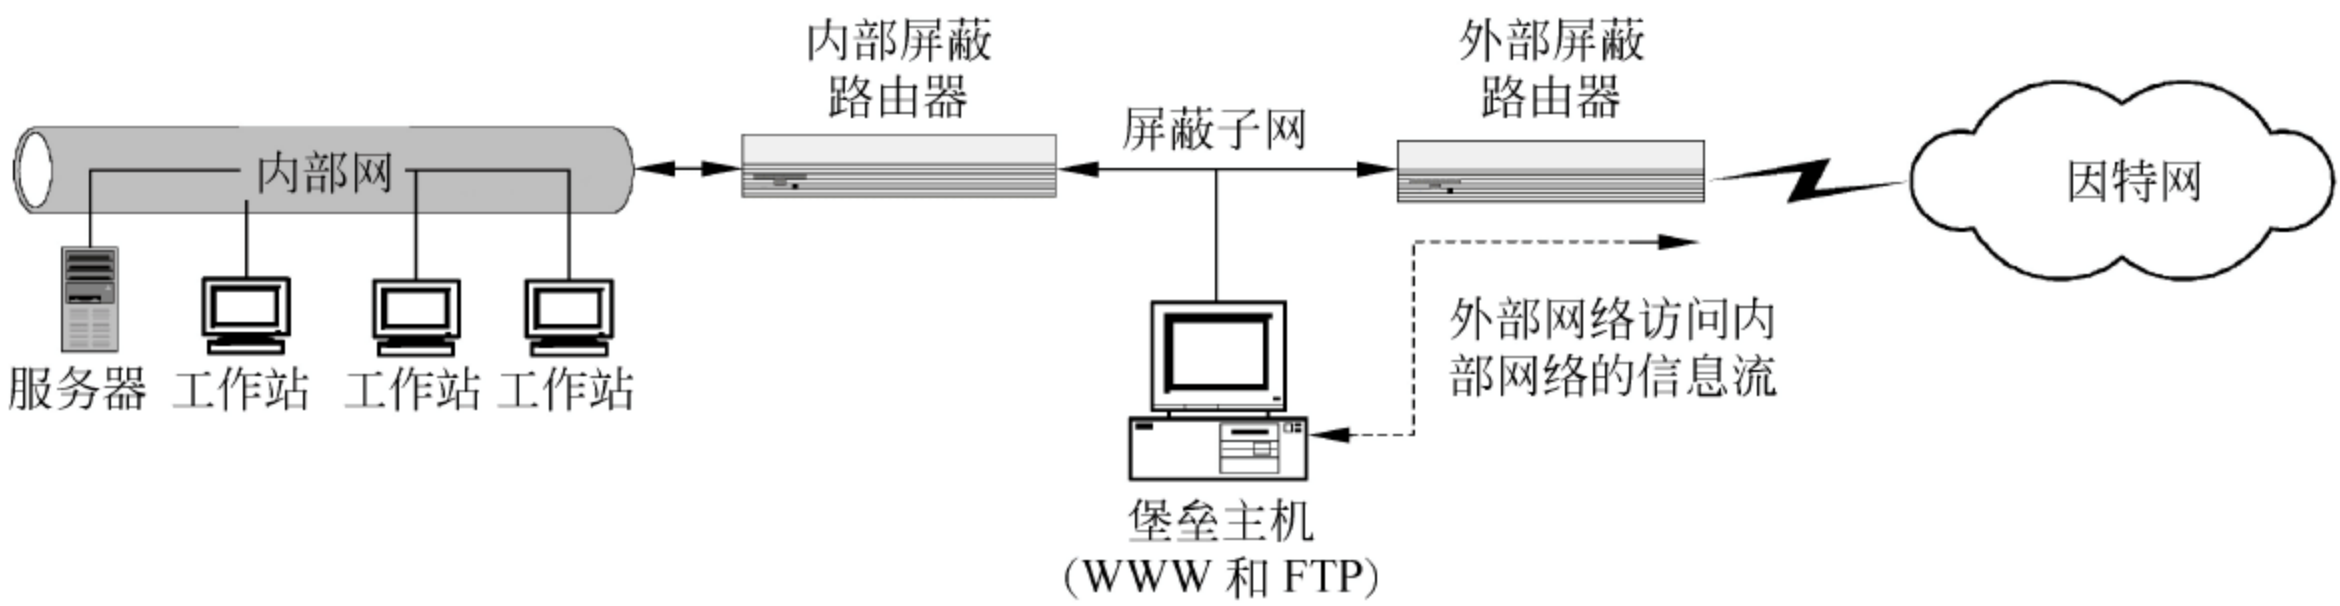 内部屏蔽
路由器
外部屏蔽
路由器
屏蔽子网
内部网
因特网
服务器
工作站
工作站
工作站
外部网络访问内
部网络的信息流
堡垒主机
(WWW 和 FTP)